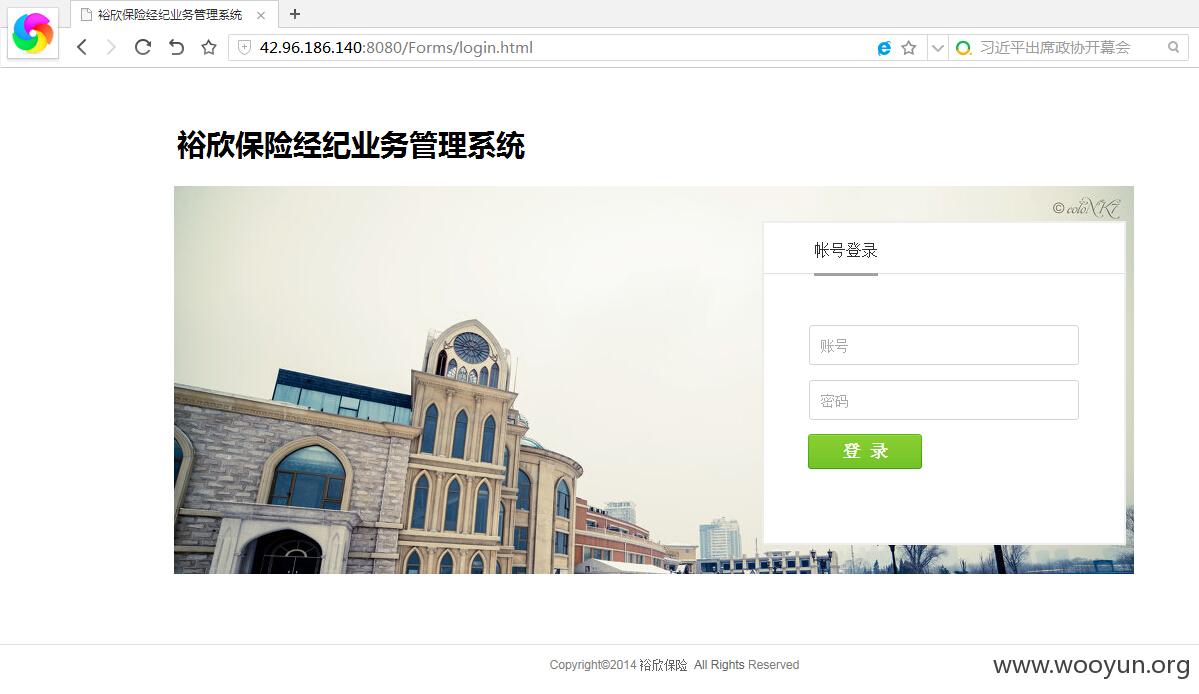 裕欣保险经纪业务管理系统
42.96.186.140:8080/Forms/login.html
习近平出席政协开幕会
裕欣保险经纪业务管理系统
©
帐号登录
账号
密码
登 录
Copyright©2014 裕欣保险 All Rights Reserved
www.wooyun.org